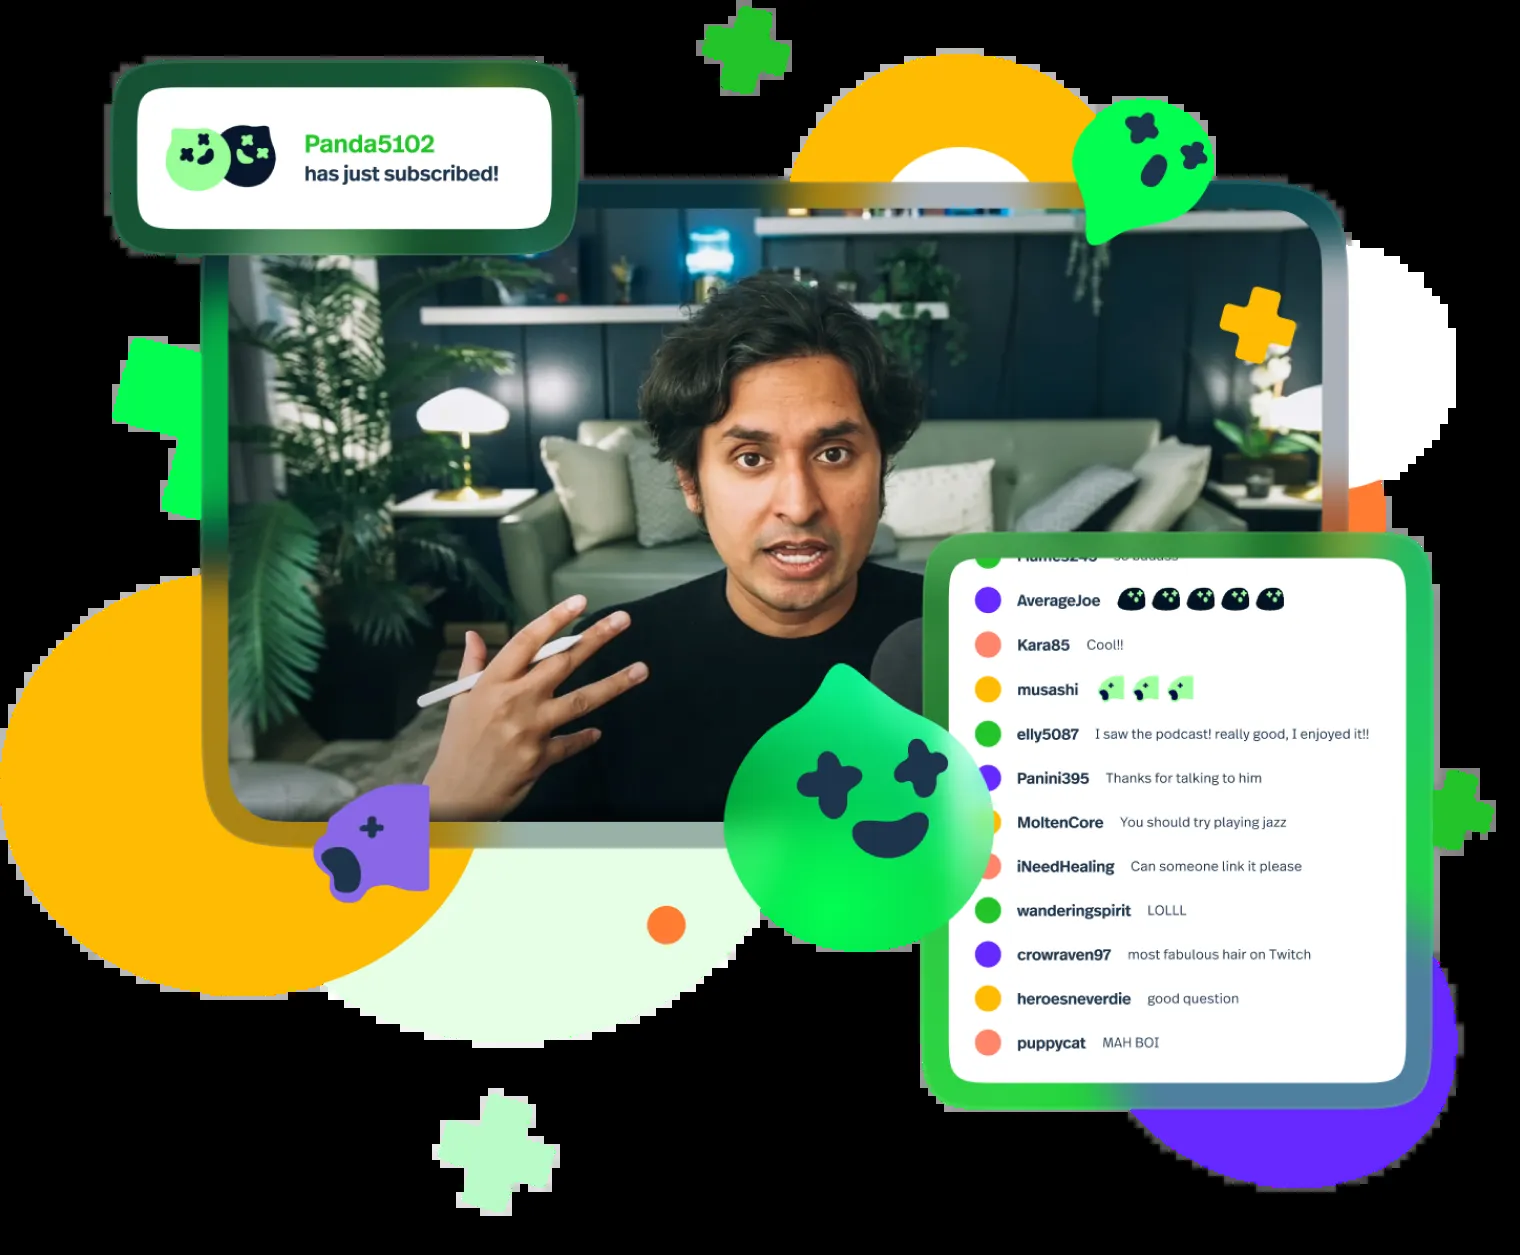 Panda5102
has just subscribed!
AverageJoe
Kara85 Cool!!
musashi
elly5087 I saw the podcast! really good, I enjoyed it!!
Panini395 Thanks for talking to him
MoltenCore You should try playing jazz
iNeedHealing Can someone link it please
wanderingspirit LOLLL
crowraven97 most fabulous hair on Twitch
heroesneverdie good question
puppycat MAH BOI